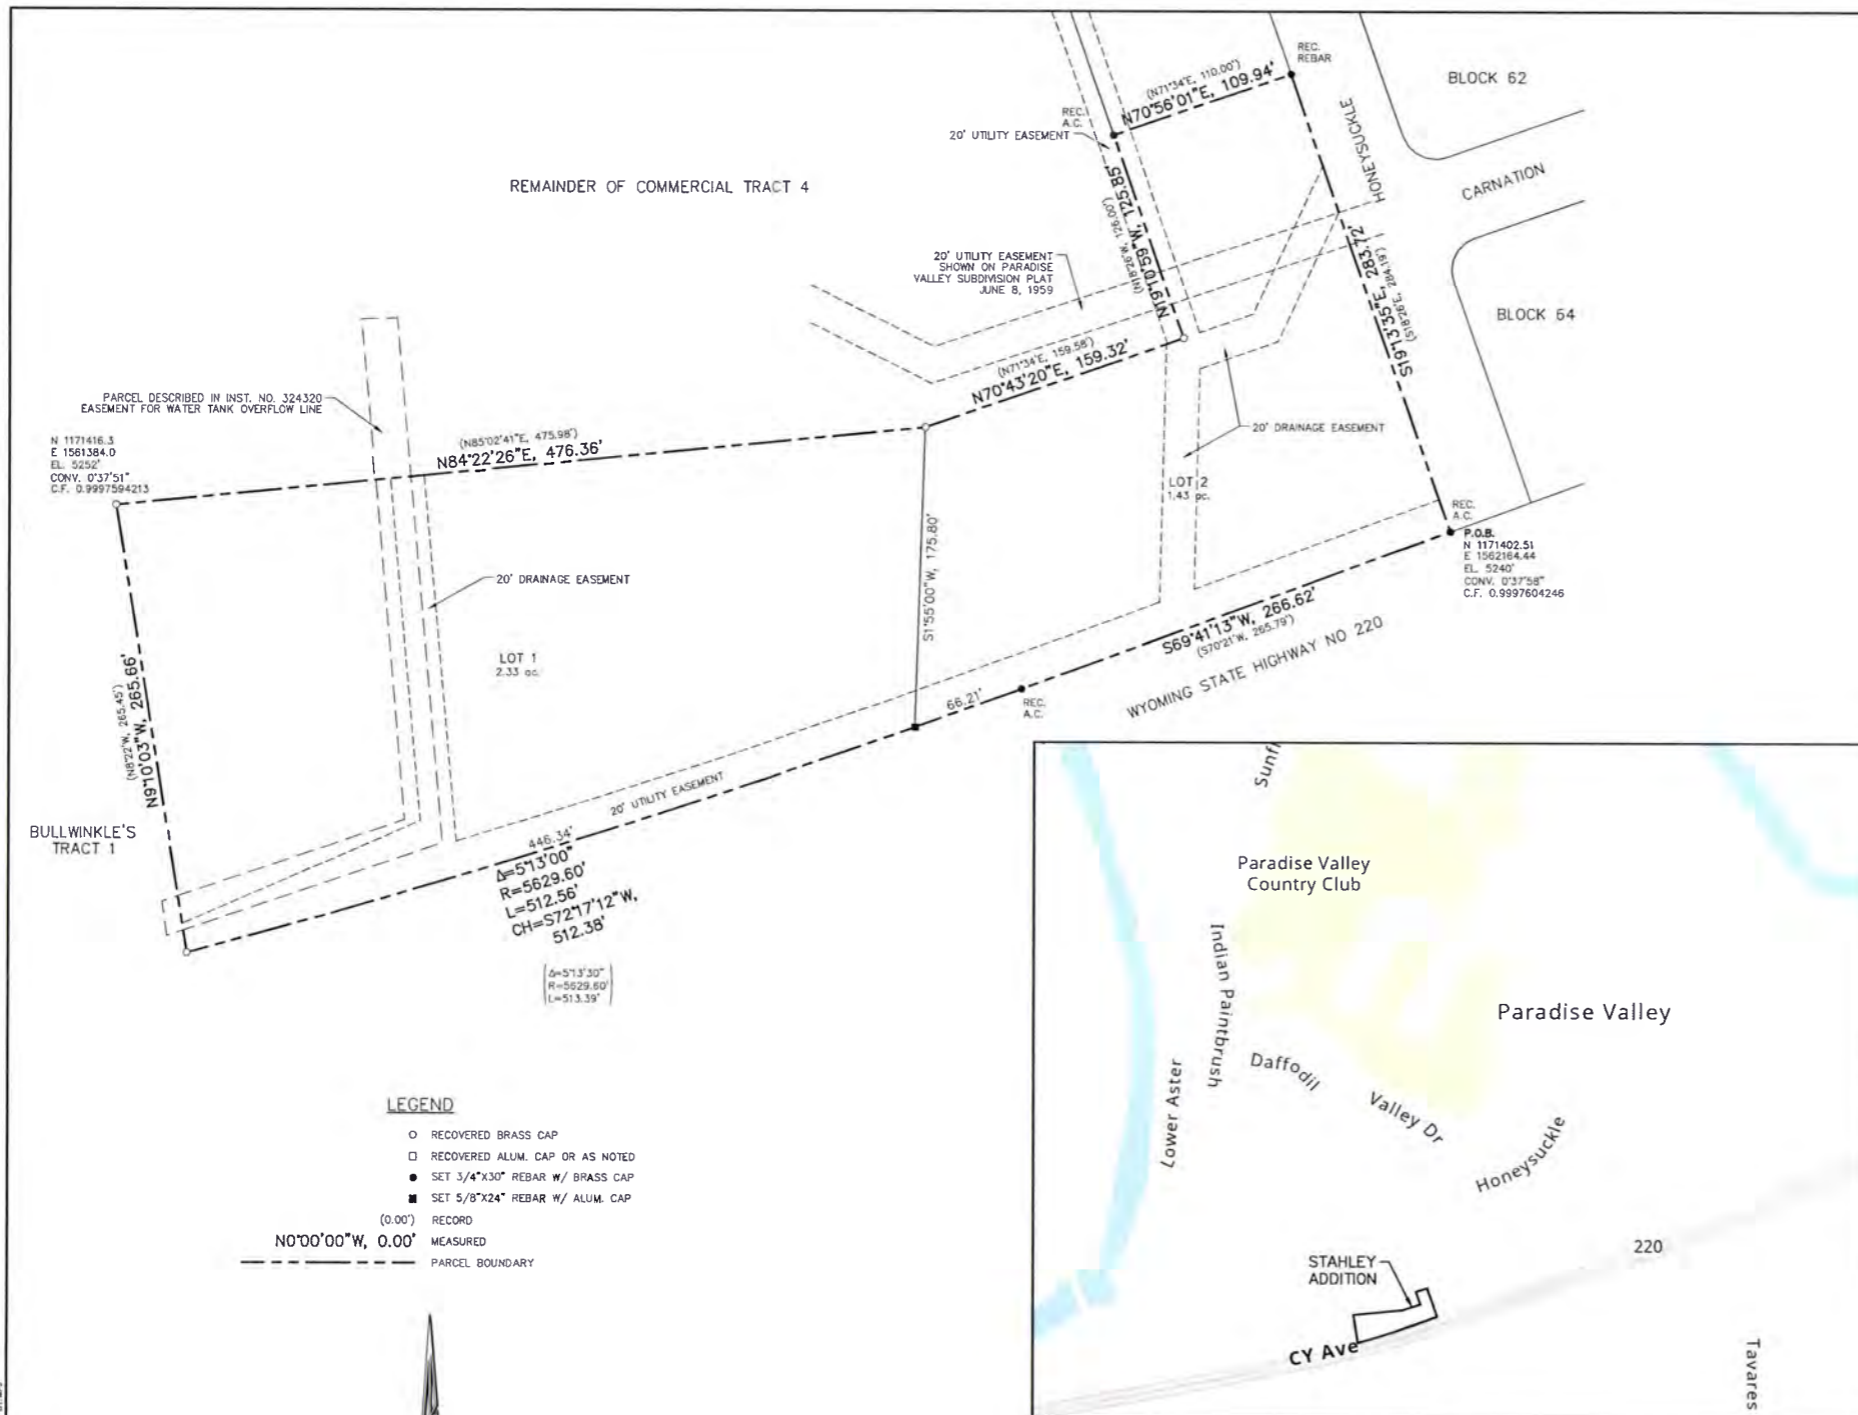 REC.
REBAR
BLOCK 62
(N71°34'E, 110.00')
N70°56'01"E, 109.94'
REC.
A.C.
20' UTILITY EASEMENT
HONEYSUCKLE
CARNATION
REMAINDER OF COMMERCIAL TRACT 4
N19°10'59"W, 125.85'
(N18°26'W, 126.00')
20' UTILITY EASEMENT
SHOWN ON PARADISE
VALLEY SUBDIVISION PLAT
JUNE 8, 1959
S19°13'35"E, 283.72'
(S18°26'E, 284.19')
BLOCK 64
(N71°34'E, 159.58')
N70°43'20"E, 159.32'
PARCEL DESCRIBED IN INST. NO. 324320
EASEMENT FOR WATER TANK OVERFLOW LINE
N 1171416.3
E 1561384.0
EL. 5252'
CONV. 0°37'51"
C.F. 0.9997594213
(N85°02'41"E, 475.98')
N84°22'26"E, 476.36'
20' DRAINAGE EASEMENT
LOT 2
1.43 ac.
REC.
A.C.
P.O.B.
N 1171402.51
E 1562164.44
EL. 5240'
CONV. 0°37'58"
C.F. 0.9997604246
S1°55'00"W, 175.80'
20' DRAINAGE EASEMENT
LOT 1
2.33 ac.
S69°41'13"W, 266.62'
(S70°21'W, 265.79')
WYOMING STATE HIGHWAY NO 220
66.21'
REC.
A.C.
N9°10'03"W, 265.66'
(N8°22'W, 265.45')
BULLWINKLE'S
TRACT 1
20' UTILITY EASEMENT
446.34'
Δ=5°13'00"
R=5629.60'
L=512.56'
CH=S72°17'12"W,
512.38'
Δ=5°13'30"
R=5629.60'
L=513.39'
LEGEND
RECOVERED BRASS CAP
RECOVERED ALUM. CAP OR AS NOTED
SET 3/4"X30" REBAR W/ BRASS CAP
SET 5/8"X24" REBAR W/ ALUM. CAP
(0.00') RECORD
N0°00'00"W, 0.00' MEASURED
PARCEL BOUNDARY
Paradise Valley
Country Club
Indian Paintbrush
Paradise Valley
Daffodil
Lower Aster
Valley Dr
Honeysuckle
220
STAHLEY
ADDITION
CY Ave
Tavares